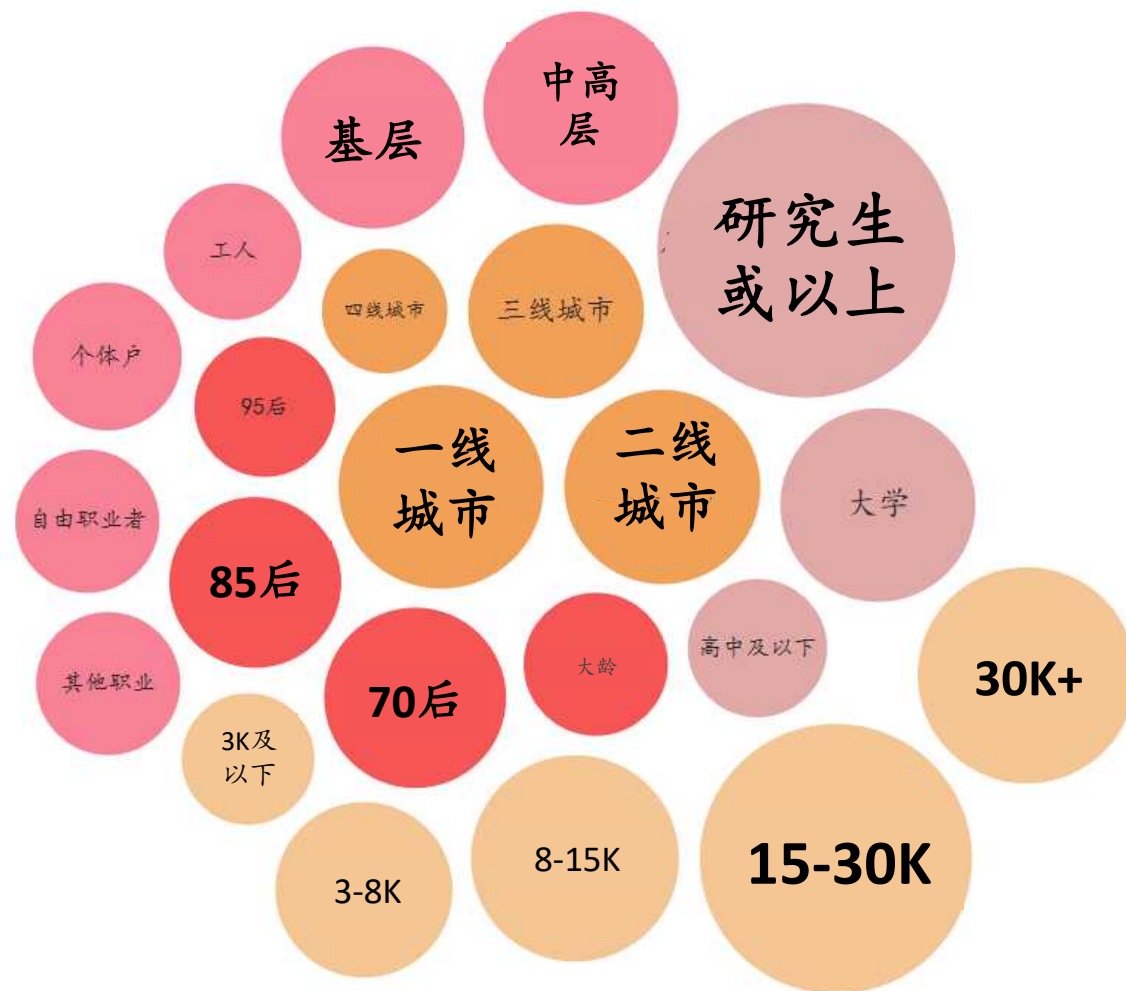 中高
层
基层
研究生
或以上
工人
四线城市
三线城市
个体户
95后
一线
城市
二线
城市
大学
自由职业者
85后
高中及以下
大龄
其他职业
30K+
70后
3K及
以下
8-15K
15-30K
3-8K